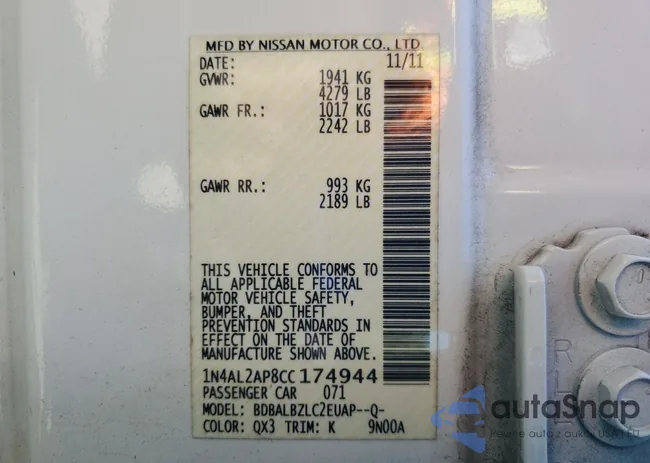 MFD BY NISSAN MOTOR CO., LTD.
DATE: 11/11
GVWR: 1941 KG
4279 LB
GAWR FR.: 1017 KG
2242 LB
GAWR RR.: 993 KG
2189 LB
THIS VEHICLE CONFORMS TO
ALL APPLICABLE FEDERAL
MOTOR VEHICLE SAFETY,
BUMPER, AND THEFT
PREVENTION STANDARDS IN
EFFECT ON THE DATE OF
MANUFACTURE SHOWN ABOVE.
1N4AL2AP8CC174944
PASSENGER CAR 071
MODEL: BDBALBZLC2EUAP--Q-
COLOR: QX3 TRIM: K 9N00A
autaSnap
auta z aukcji
R